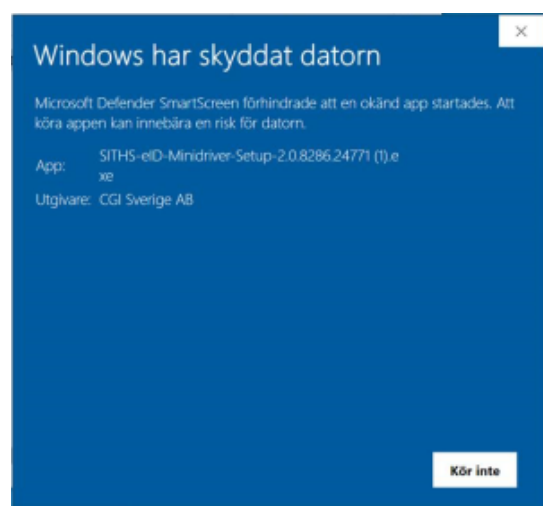 Windows har skyddat datorn
Microsoft Defender SmartScreen förhindrade att en okänd app startades. Att
köra appen kan innebära en risk för datorn.
App: SITHS-eID-Minidriver-Setup-2.0.8286.24771 (1).e
xe
Utgivare: CGI Sverige AB
Kör inte